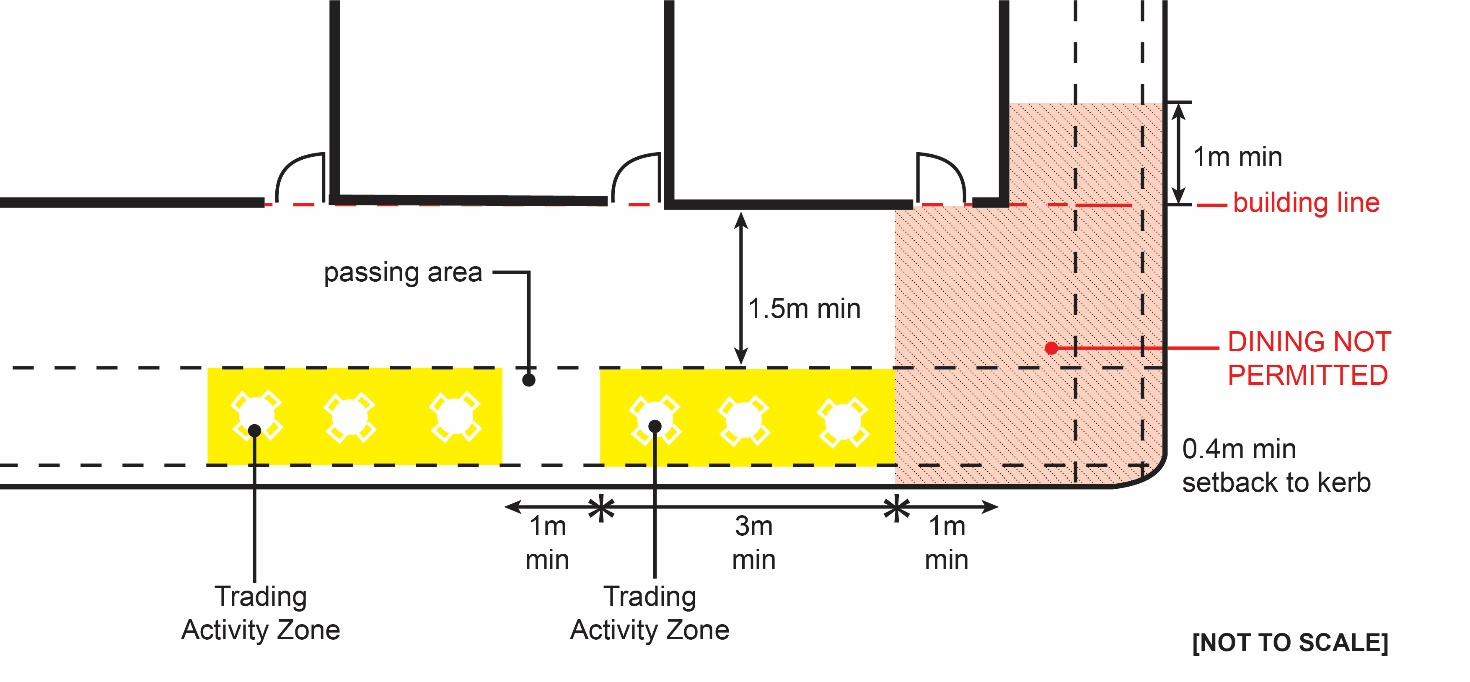 1m min
building line
passing area
1.5m min
DINING NOT
PERMITTED
0.4m min
setback to kerb
1m
min
3m
min
1m
min
Trading
Activity Zone
Trading
Activity Zone
[NOT TO SCALE]